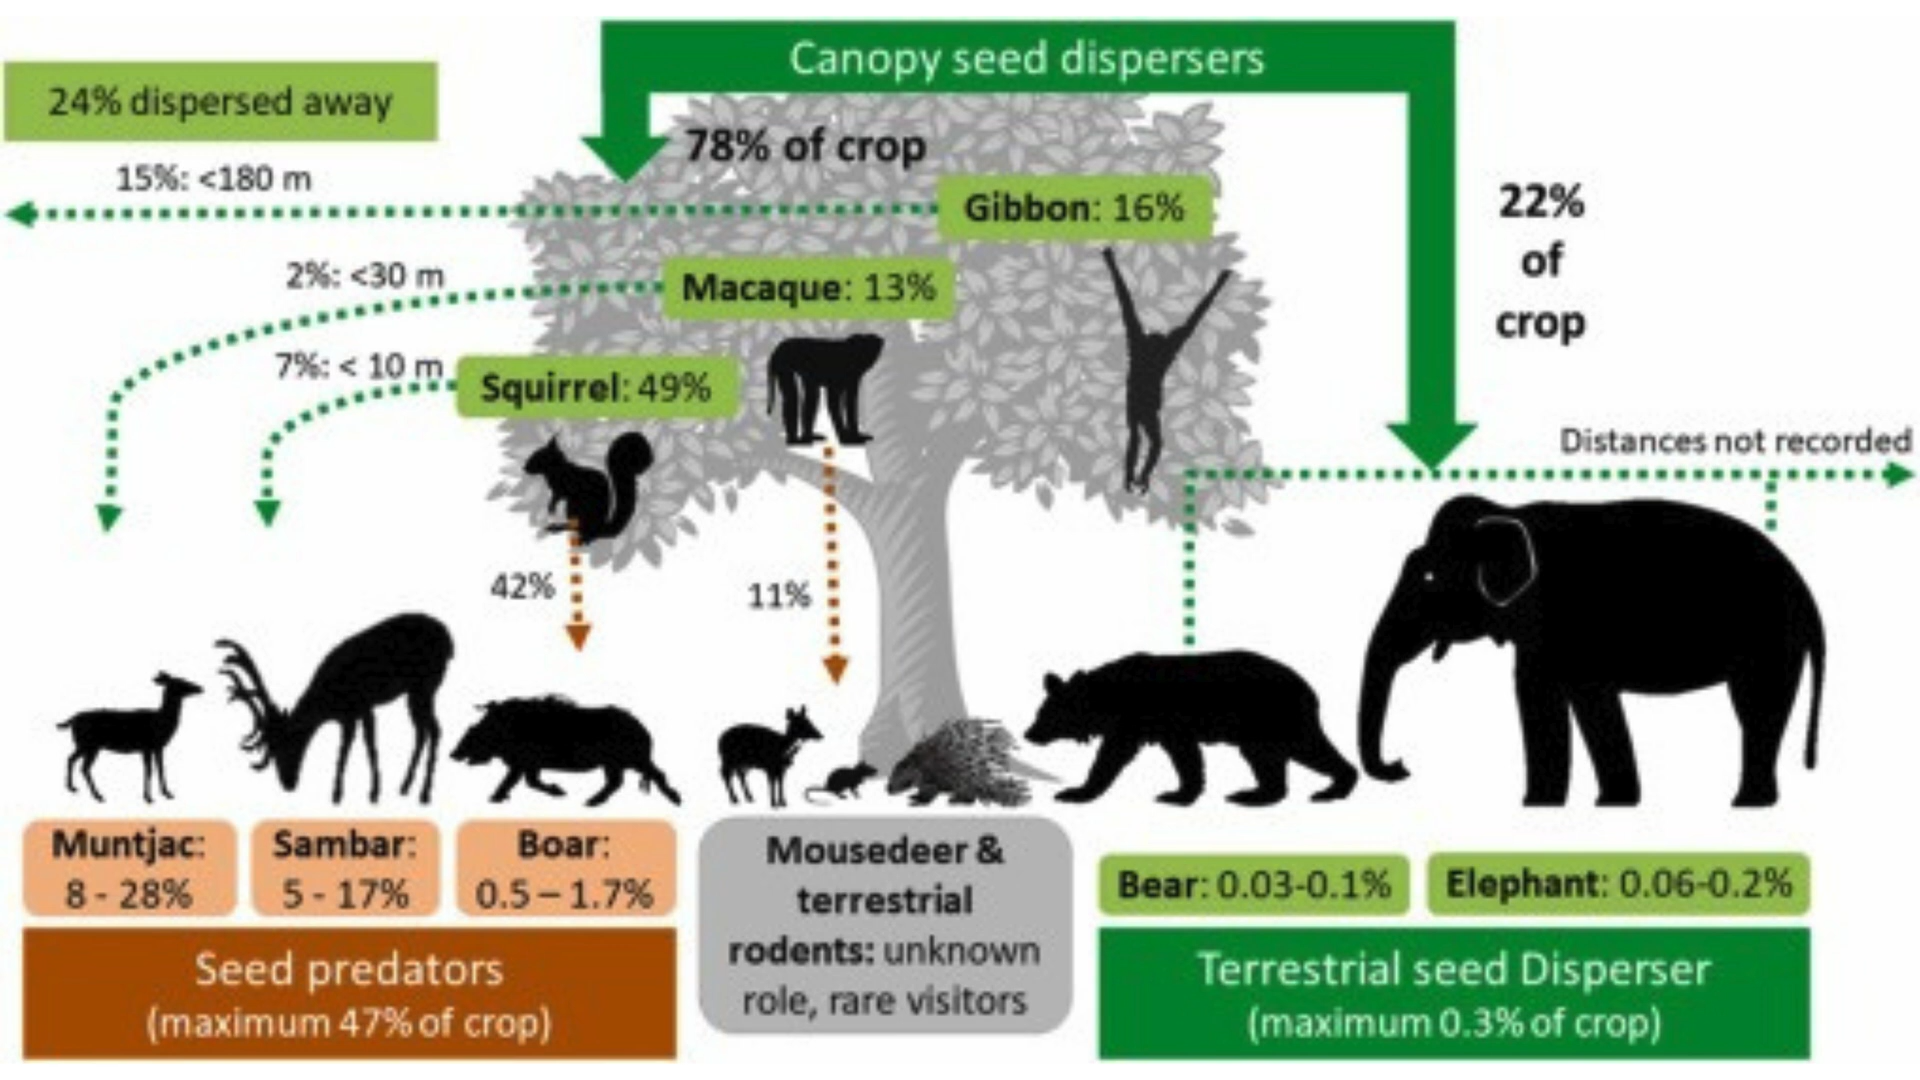 Canopy seed dispersers
24% dispersed away
78% of crop
15%: <180 m
Gibbon: 16%
22%
of
crop
2%: <30 m
Macaque: 13%
7%: < 10 m
Squirrel: 49%
Distances not recorded
42%
11%
Muntjac:
8 - 28%
Sambar:
5 - 17%
Boar:
0.5 – 1.7%
Seed predators
(maximum 47% of crop)
Mousedeer &
terrestrial
rodents: unknown
role, rare visitors
Bear: 0.03-0.1%
Elephant: 0.06-0.2%
Terrestrial seed Disperser
(maximum 0.3% of crop)